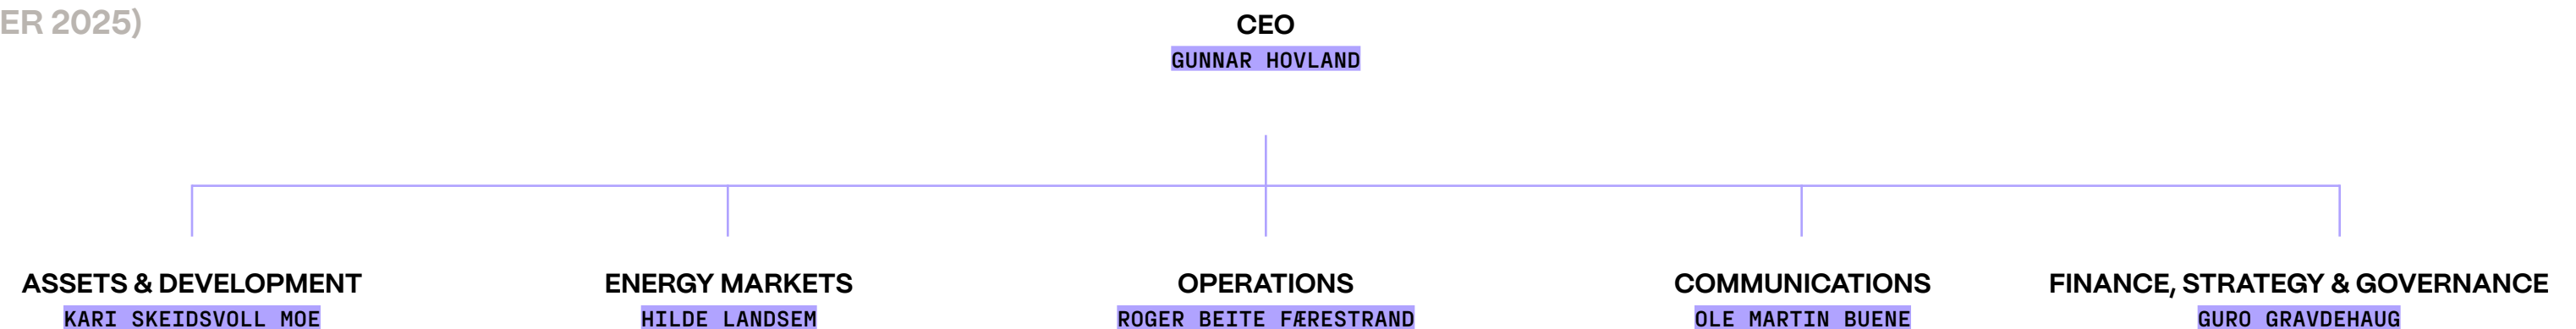 ER 2025)
CEO
GUNNAR HOVLAND
ASSETS & DEVELOPMENT
KARI SKEIDSVOLL MOE
ENERGY MARKETS
HILDE LANDSEM
OPERATIONS
ROGER BEITE FÆRESTRAND
COMMUNICATIONS
OLE MARTIN BUENE
FINANCE, STRATEGY & GOVERNANCE
GURO GRAVDEHAUG